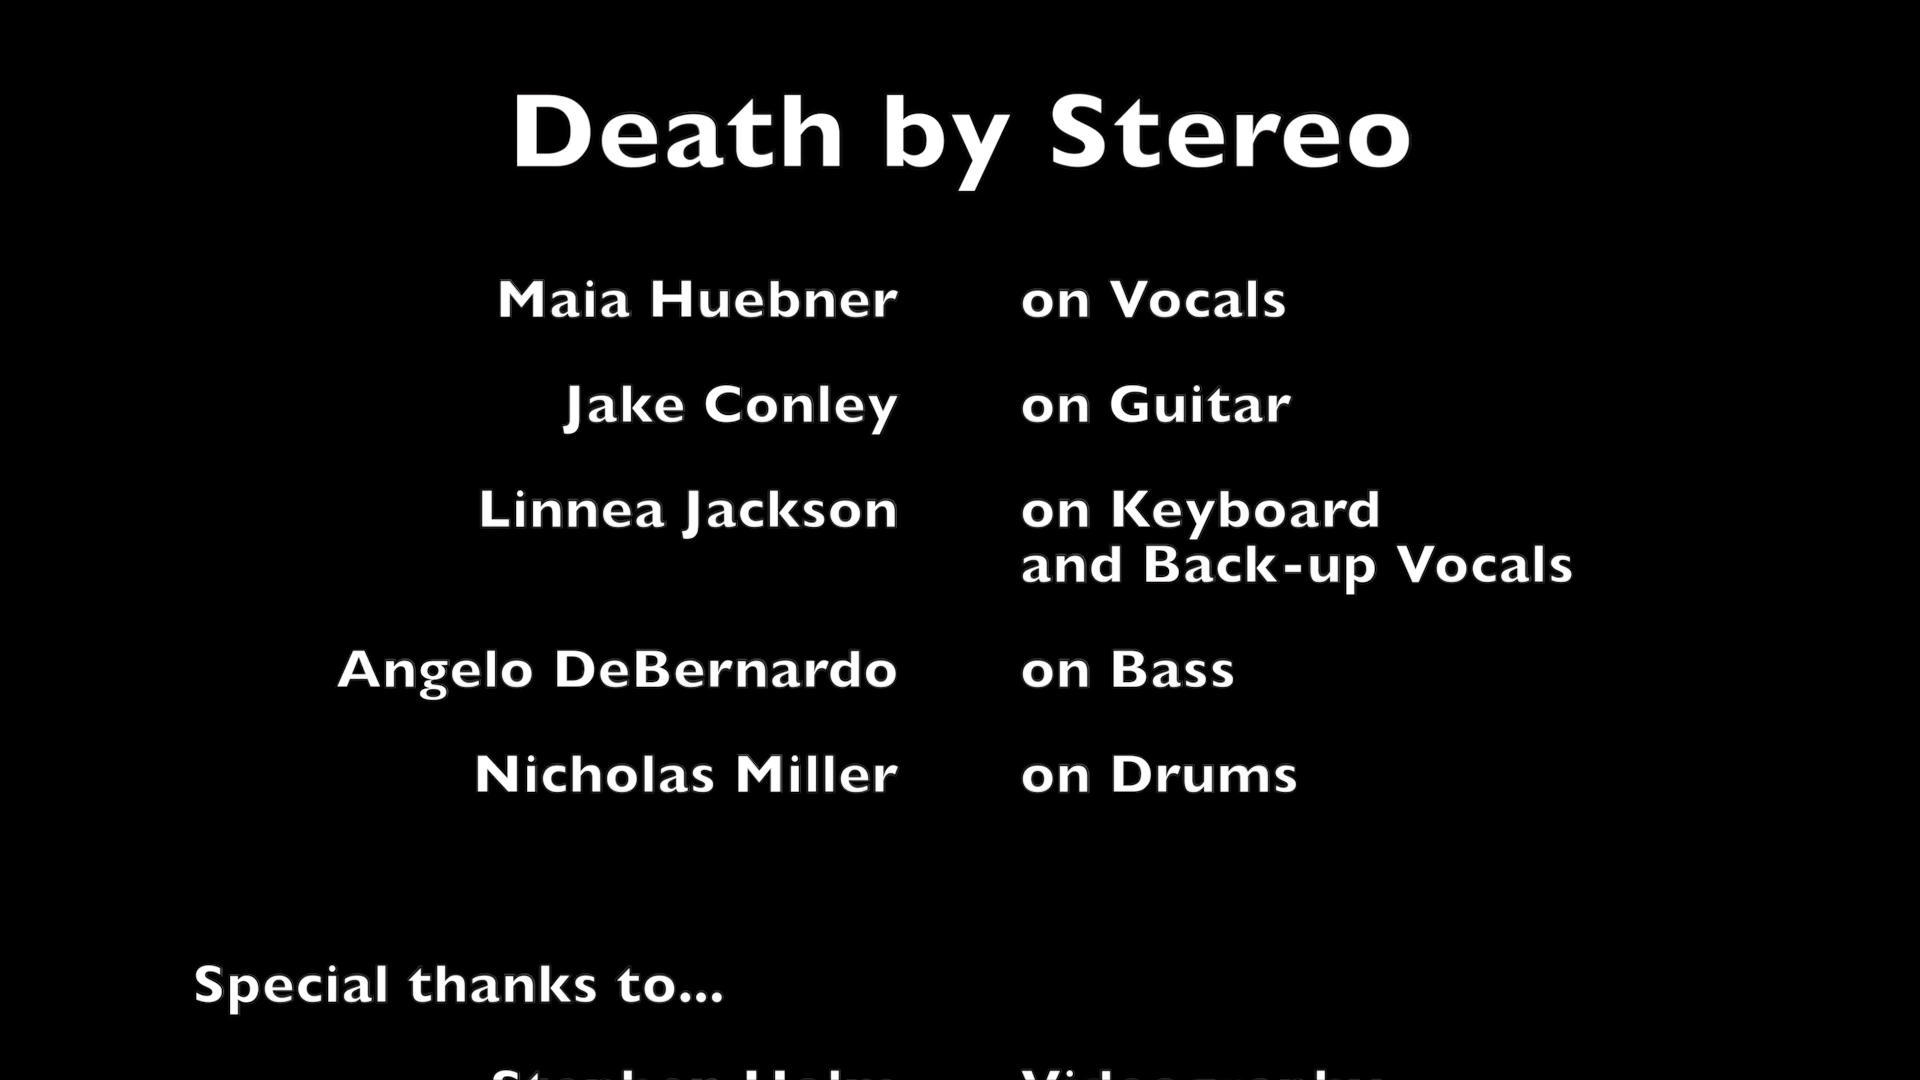 Death by Stereo
Maia Huebner on Vocals
Jake Conley on Guitar
Linnea Jackson on Keyboard
and Back-up Vocals
Angelo DeBernardo on Bass
Nicholas Miller on Drums
Special thanks to...
Stephen